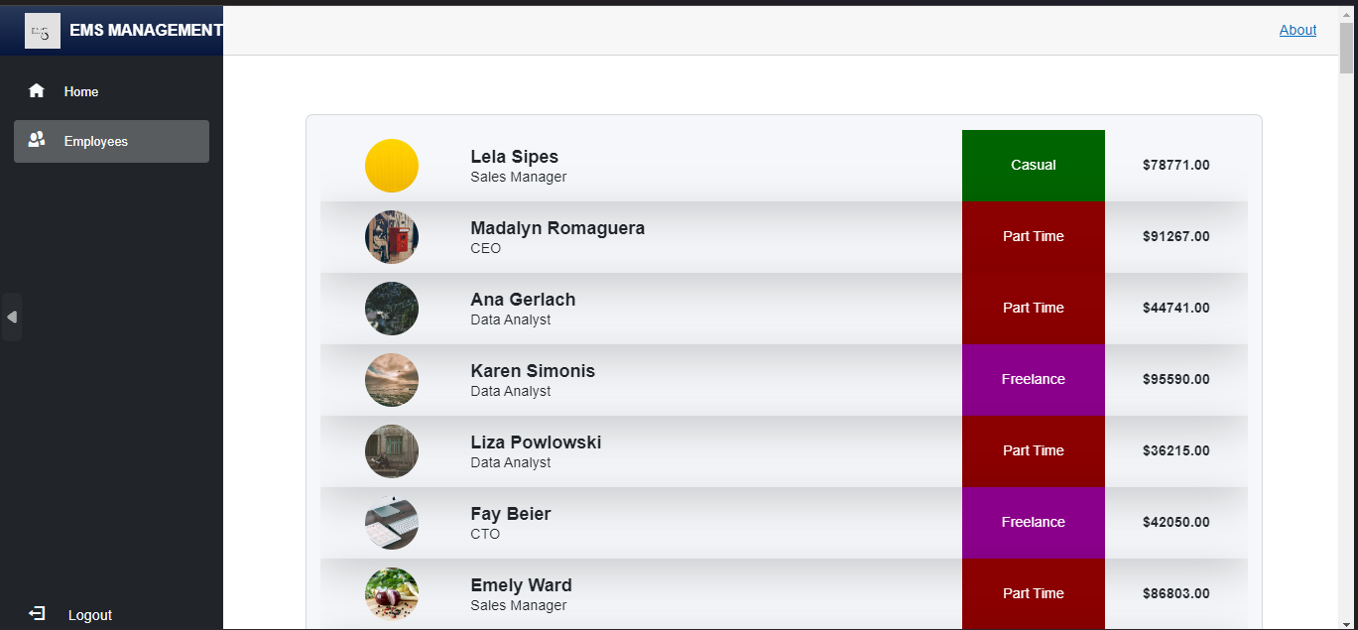 EMS MANAGEMENT
About
Home
Employees
Lela Sipes
Sales Manager
Casual
$78771.00
Madalyn Romaguera
CEO
Part Time
$91267.00
Ana Gerlach
Data Analyst
Part Time
$44741.00
Karen Simonis
Data Analyst
Freelance
$95590.00
Liza Powlowski
Data Analyst
Part Time
$36215.00
Fay Beier
CTO
Freelance
$42050.00
Emely Ward
Sales Manager
Part Time
$86803.00
Logout